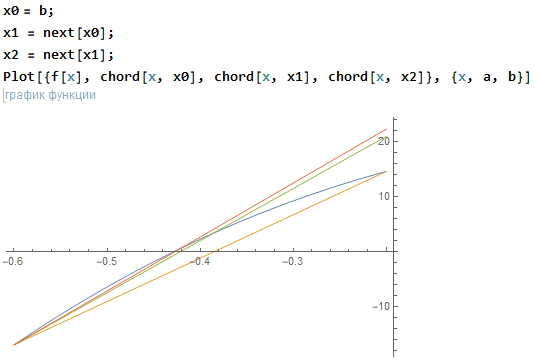 x0 = b;
x1 = next[x0];
x2 = next[x1];
Plot[{f[x], chord[x, x0], chord[x, x1], chord[x, x2]}, {x, a, b}]
график функции
20
10
-0.6
-0.5
-0.4
-0.3
-10